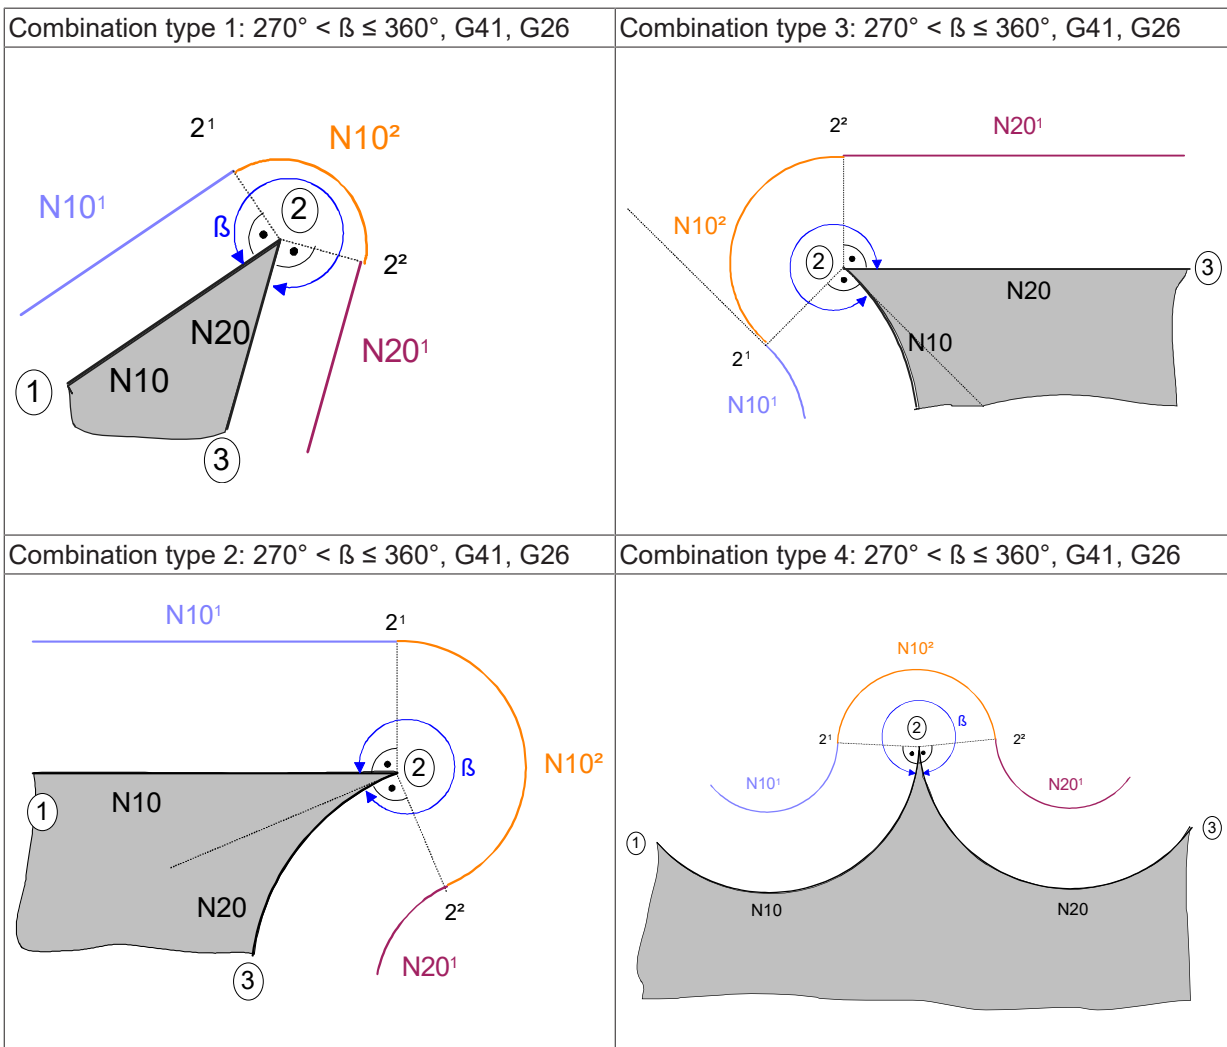 Combination type 1: 270° < ß ≤ 360°, G41, G26
2¹
N10²
N10¹
ß
2
2²
N20
N20¹
1
N10
3
Combination type 3: 270° < ß ≤ 360°, G41, G26
2²
N20¹
N10²
2
3
N20
N10
2¹
N10¹
Combination type 2: 270° < ß ≤ 360°, G41, G26
N10¹
2¹
2
ß
N10²
1
N10
N20
2²
N20¹
3
Combination type 4: 270° < ß ≤ 360°, G41, G26
N10²
2
ß
2¹
2²
N10¹
N20¹
1
3
N10
N20